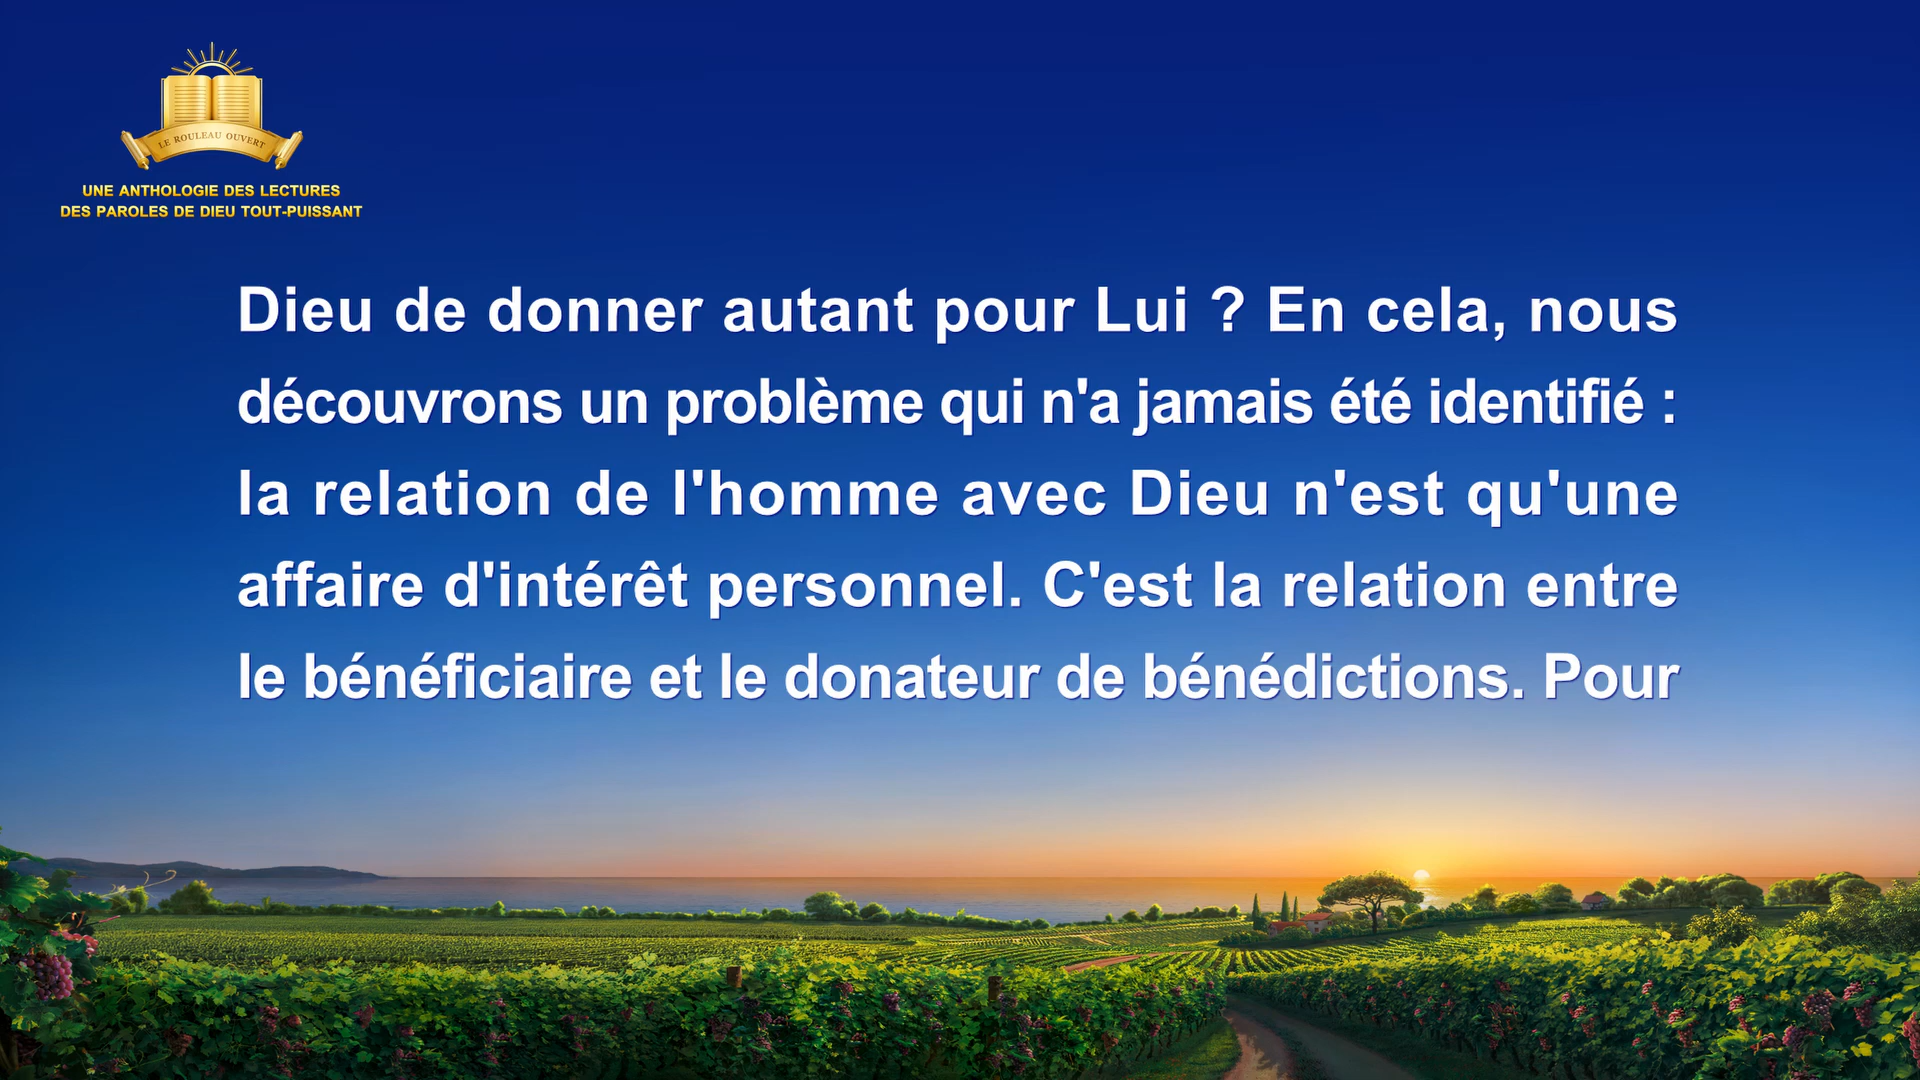 LE ROULEAU OUVERT
UNE ANTHOLOGIE DES LECTURES
DES PAROLES DE DIEU TOUT-PUISSANT
Dieu de donner autant pour Lui ? En cela, nous
découvrons un problème qui n'a jamais été identifié :
la relation de l'homme avec Dieu n'est qu'une
affaire d'intérêt personnel. C'est la relation entre
le bénéficiaire et le donateur de bénédictions. Pour